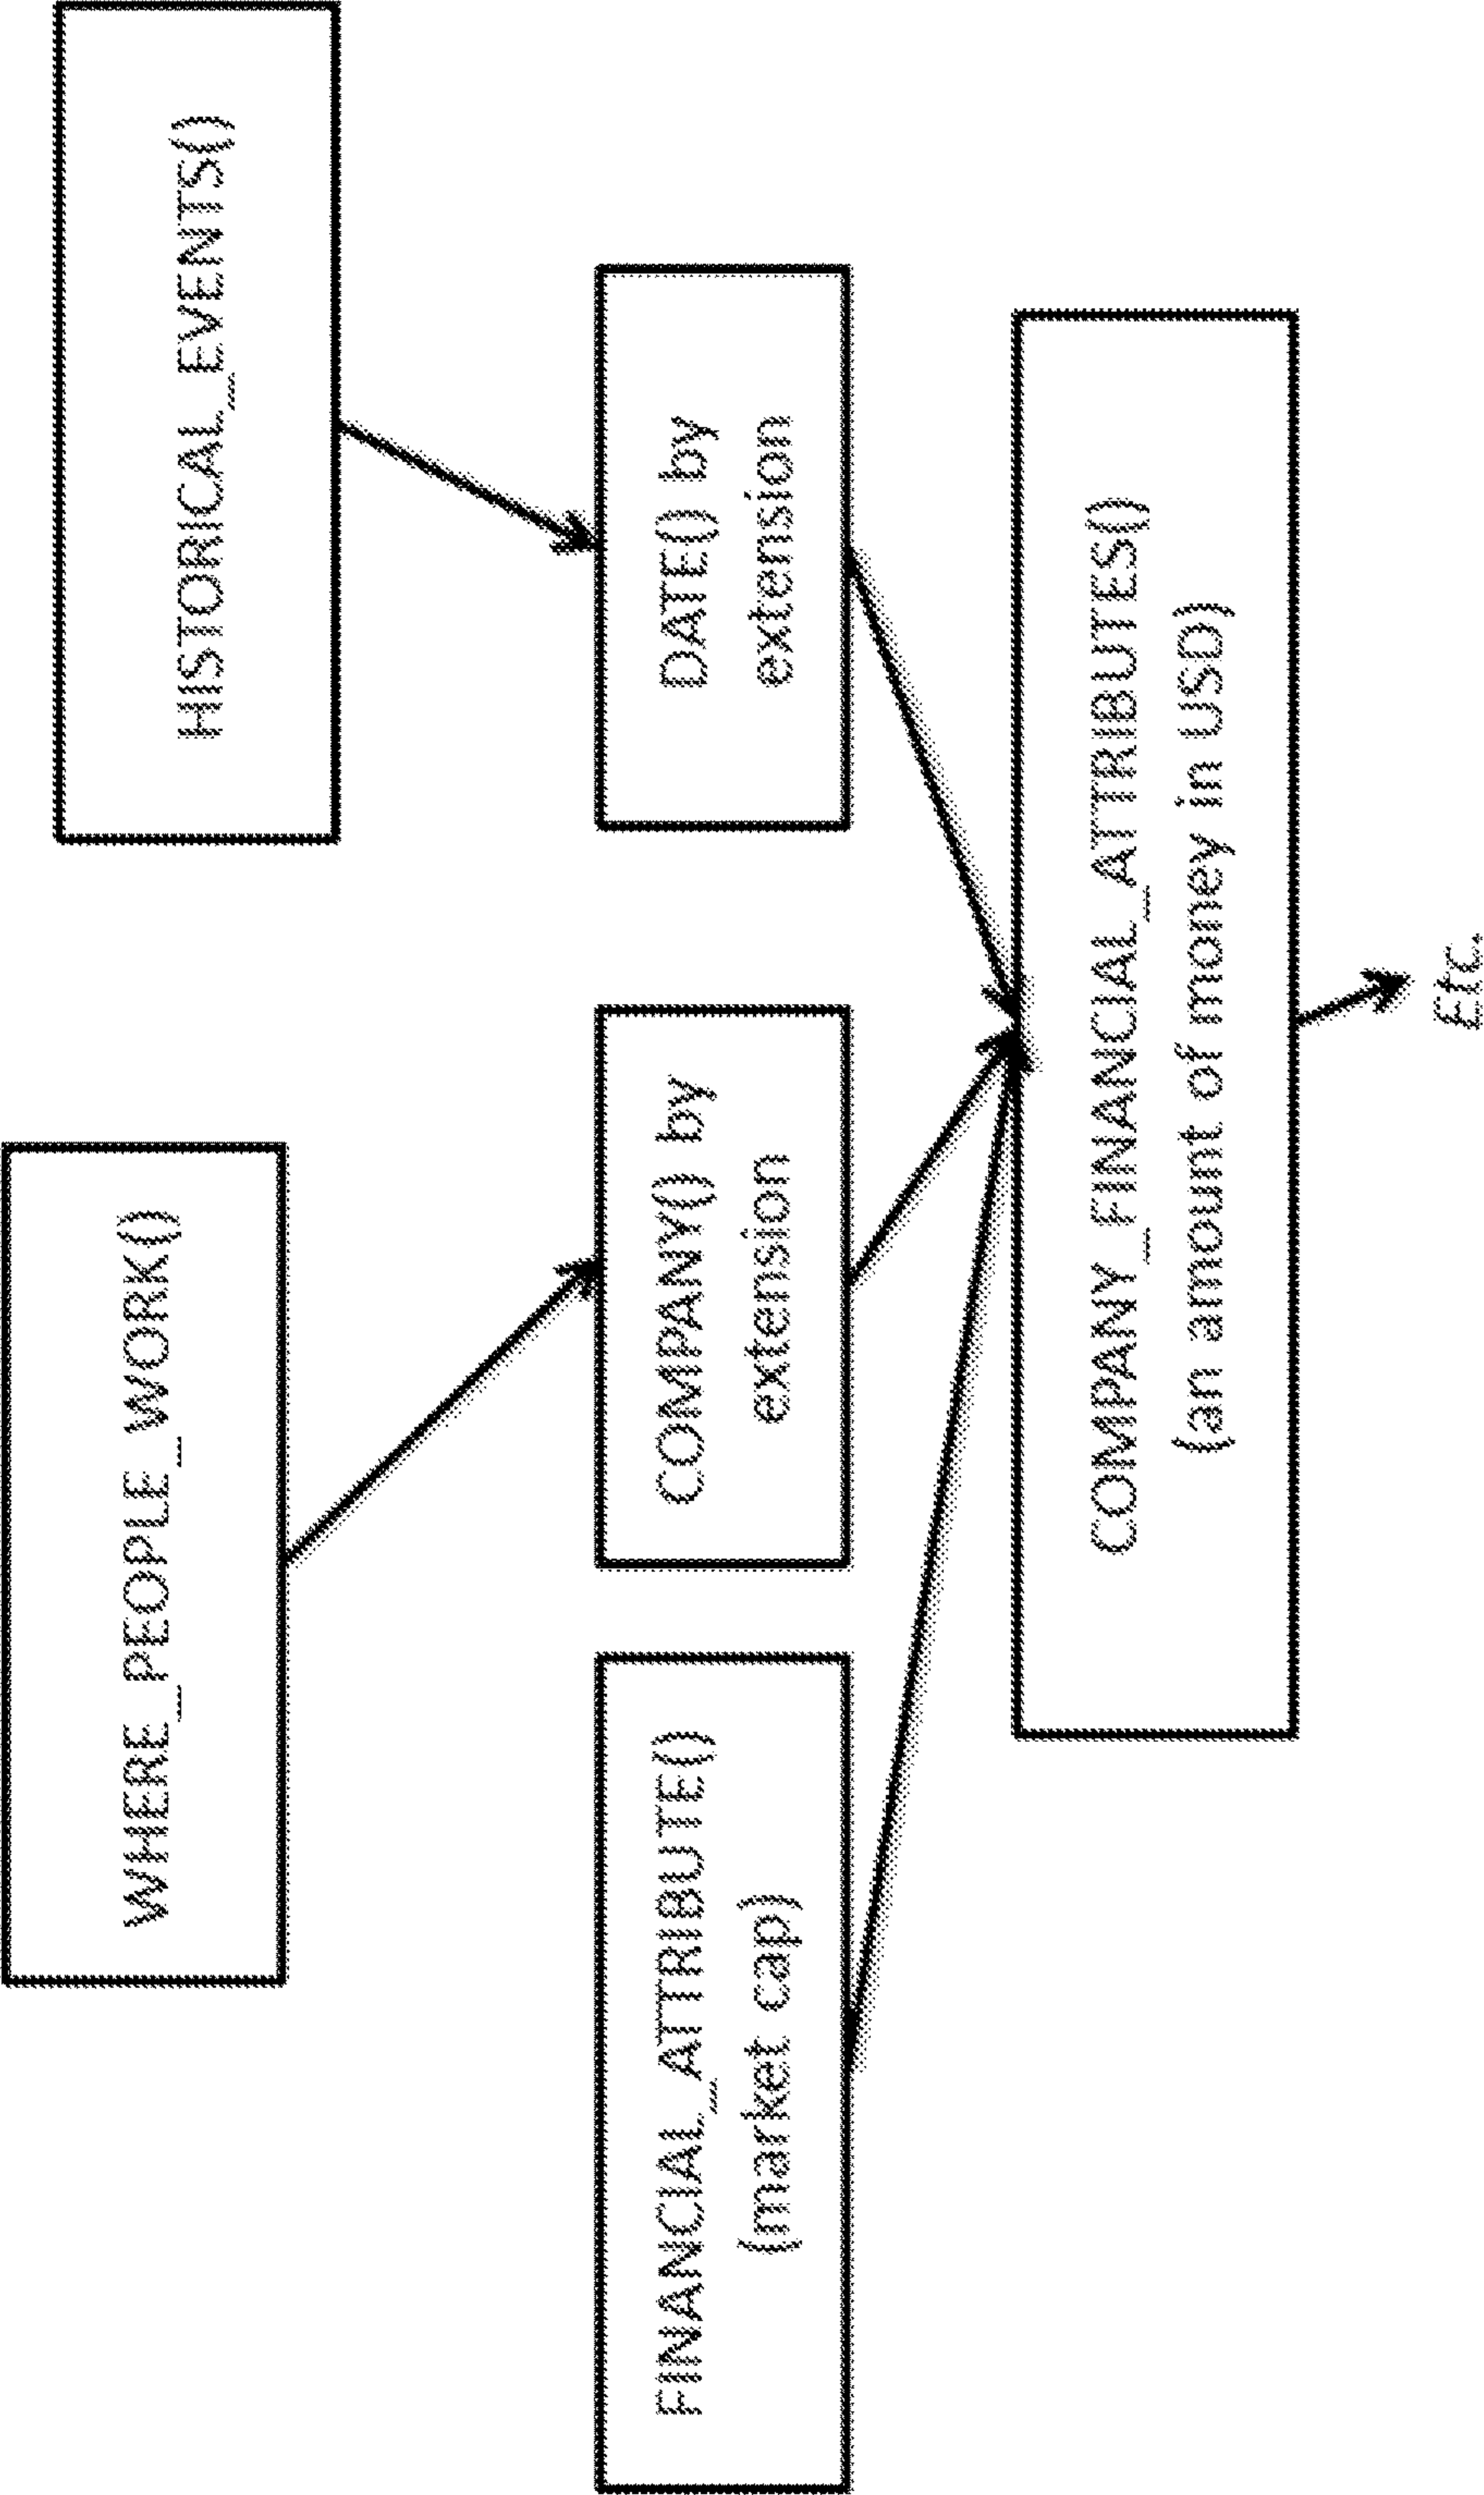 WHERE_PEOPLE_WORK()
HISTORICAL_EVENTS()
FINANCIAL_ATTRIBUTE()
(market cap)
COMPANY() by
extension
DATE() by
extension
COMPANY_FINANCIAL_ATTRIBUTES()
(an amount of money in USD)
Etc.